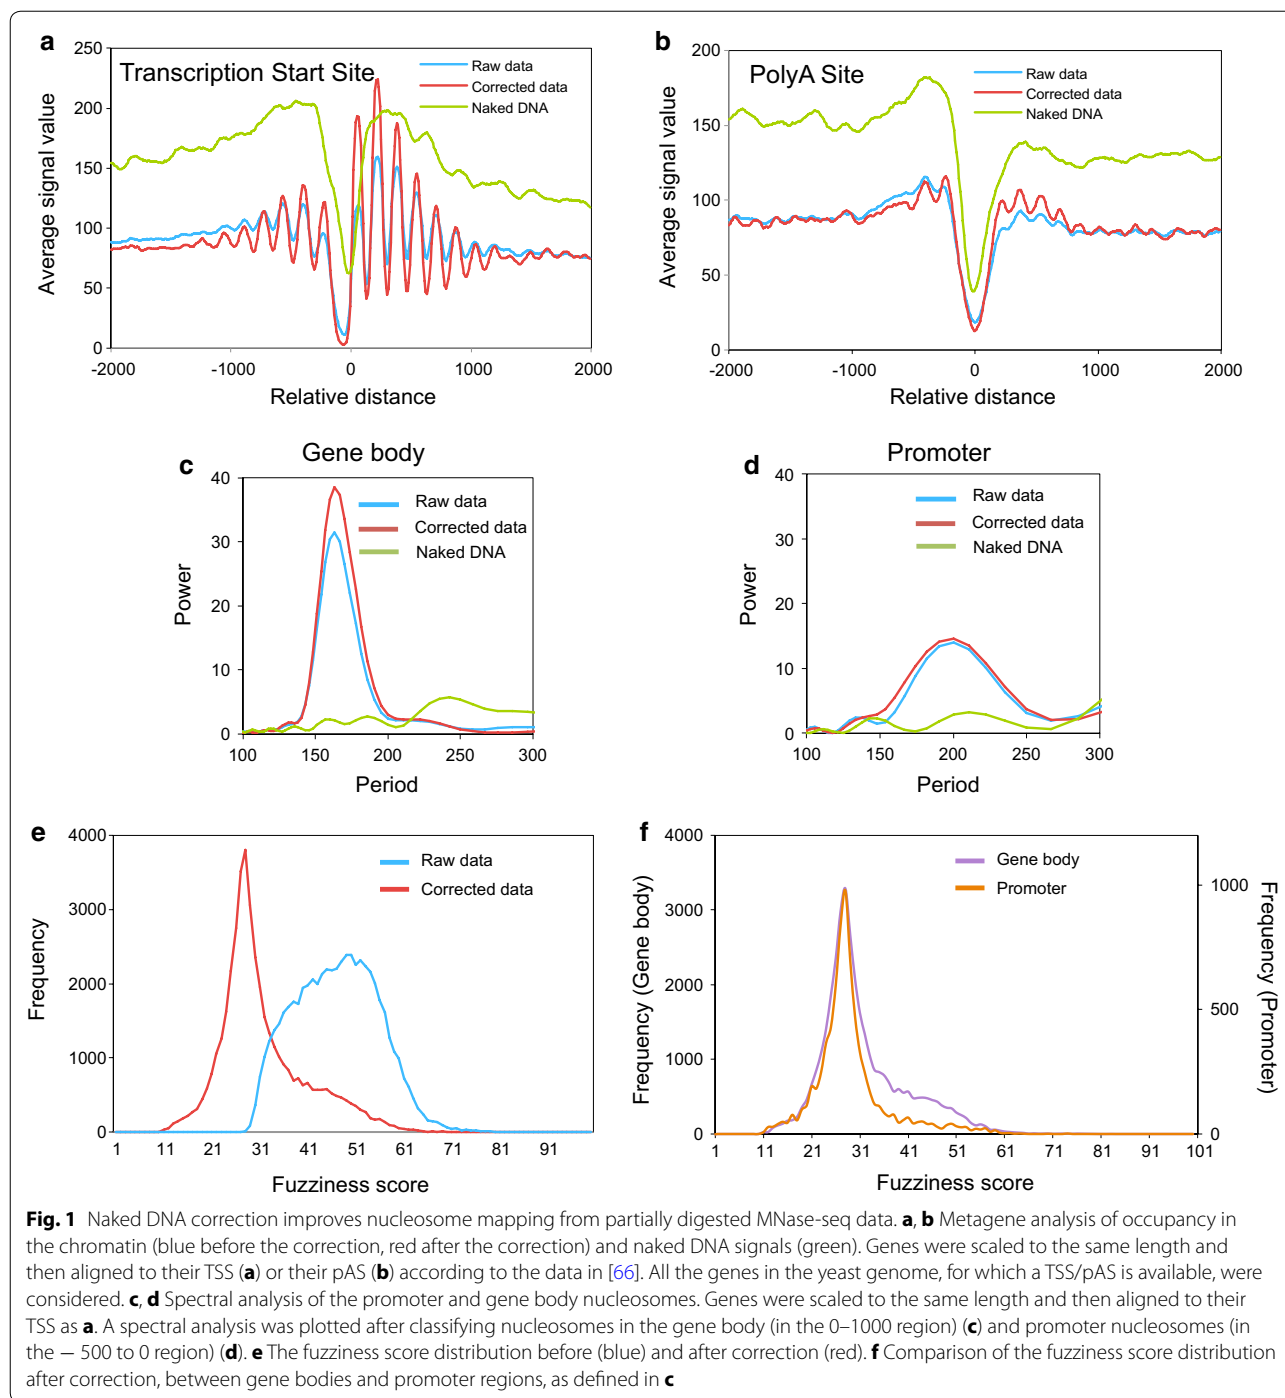 a
Transcription Start Site
Raw data
Corrected data
Naked DNA
Average signal value
250
200
150
100
50
0
-2000
-1000
0
1000
2000
Relative distance
b
PolyA Site
Raw data
Corrected data
Naked DNA
Average signal value
200
150
100
50
0
-2000
-1000
0
1000
2000
Relative distance
c
Gene body
Raw data
Corrected data
Naked DNA
Power
40
30
20
10
0
100
150
200
250
300
Period
d
Promoter
Raw data
Corrected data
Naked DNA
Power
40
30
20
10
0
100
150
200
250
300
Period
e
Raw data
Corrected data
Frequency
4000
3000
2000
1000
0
1
11
21
31
41
51
61
71
81
91
Fuzziness score
f
Gene body
Promoter
Frequency (Gene body)
4000
3000
2000
1000
0
Frequency (Promoter)
1000
500
0
1
11
21
31
41
51
61
71
81
91
101
Fuzziness score
Fig. 1 Naked DNA correction improves nucleosome mapping from partially digested MNase-seq data. a, b Metagene analysis of occupancy in
the chromatin (blue before the correction, red after the correction) and naked DNA signals (green). Genes were scaled to the same length and
then aligned to their TSS (a) or their pAS (b) according to the data in [66]. All the genes in the yeast genome, for which a TSS/pAS is available, were
considered. c, d Spectral analysis of the promoter and gene body nucleosomes. Genes were scaled to the same length and then aligned to their
TSS as a. A spectral analysis was plotted after classifying nucleosomes in the gene body (in the 0–1000 region) (c) and promoter nucleosomes (in
the − 500 to 0 region) (d). e The fuzziness score distribution before (blue) and after correction (red). f Comparison of the fuzziness score distribution
after correction, between gene bodies and promoter regions, as defined in c